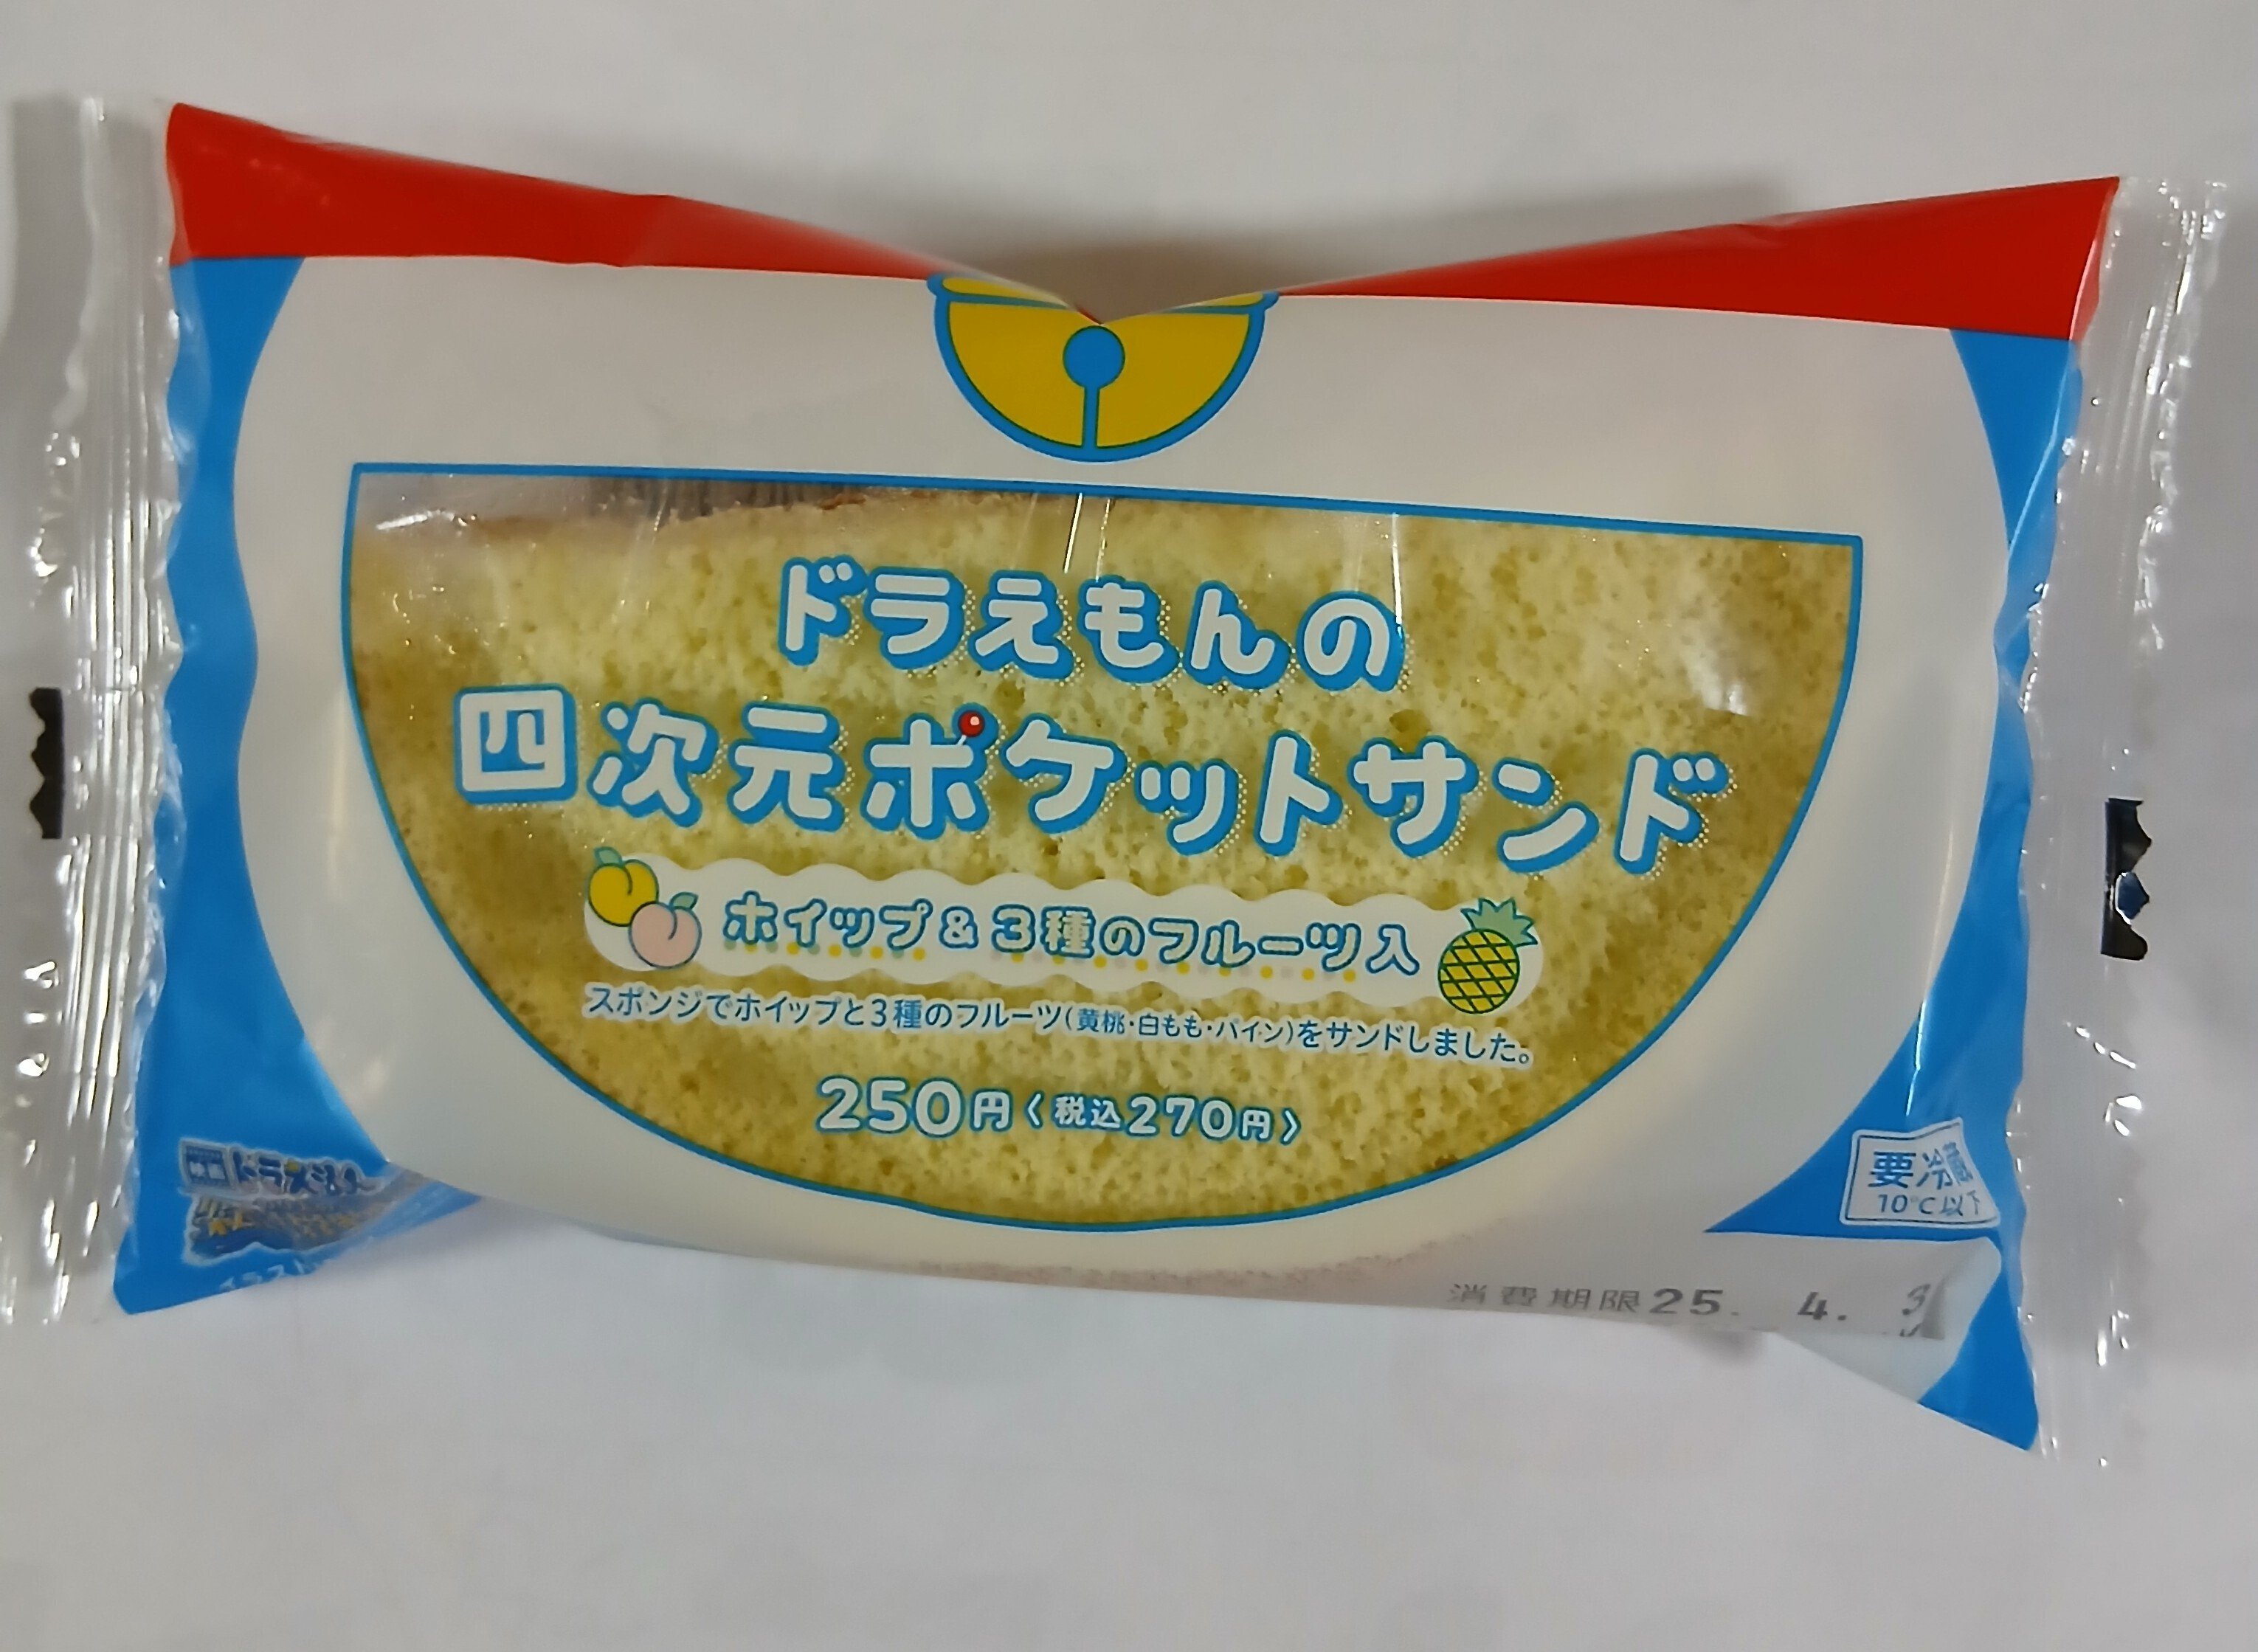 ドラえもんの
四次元ポケットサンド
ホイップ&3種のフルーツ入
スポンジでホイップと3種のフルーツ(黄桃・白もも・パイン)をサンドしました。
250円〈税込270円〉
要冷蔵
10℃以下
消費期限25. 4. 3